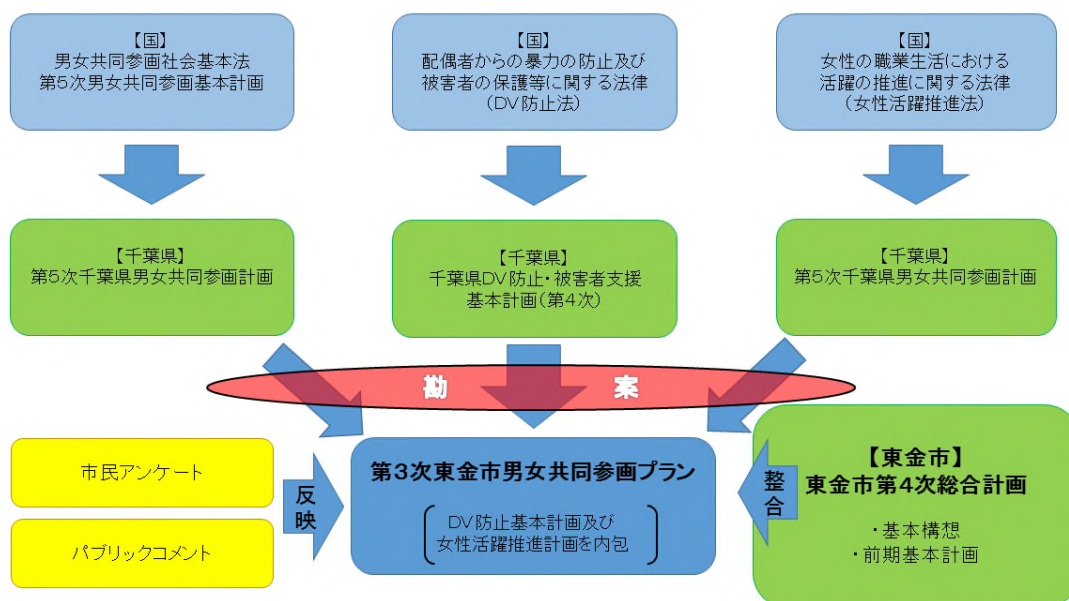 【国】
男女共同参画社会基本法
第5次男女共同参画基本計画
【国】
配偶者からの暴力の防止及び
被害者の保護等に関する法律
(DV防止法)
【国】
女性の職業生活における
活躍の推進に関する法律
(女性活躍推進法)
【千葉県】
第5次千葉県男女共同参画計画
【千葉県】
千葉県DV防止・被害者支援
基本計画(第4次)
【千葉県】
第5次千葉県男女共同参画計画
勘案
市民アンケート
パブリックコメント
反映
第3次東金市男女共同参画プラン
DV防止基本計画及び
女性活躍推進計画を内包
整合
【東金市】
東金市第4次総合計画
・基本構想
・前期基本計画